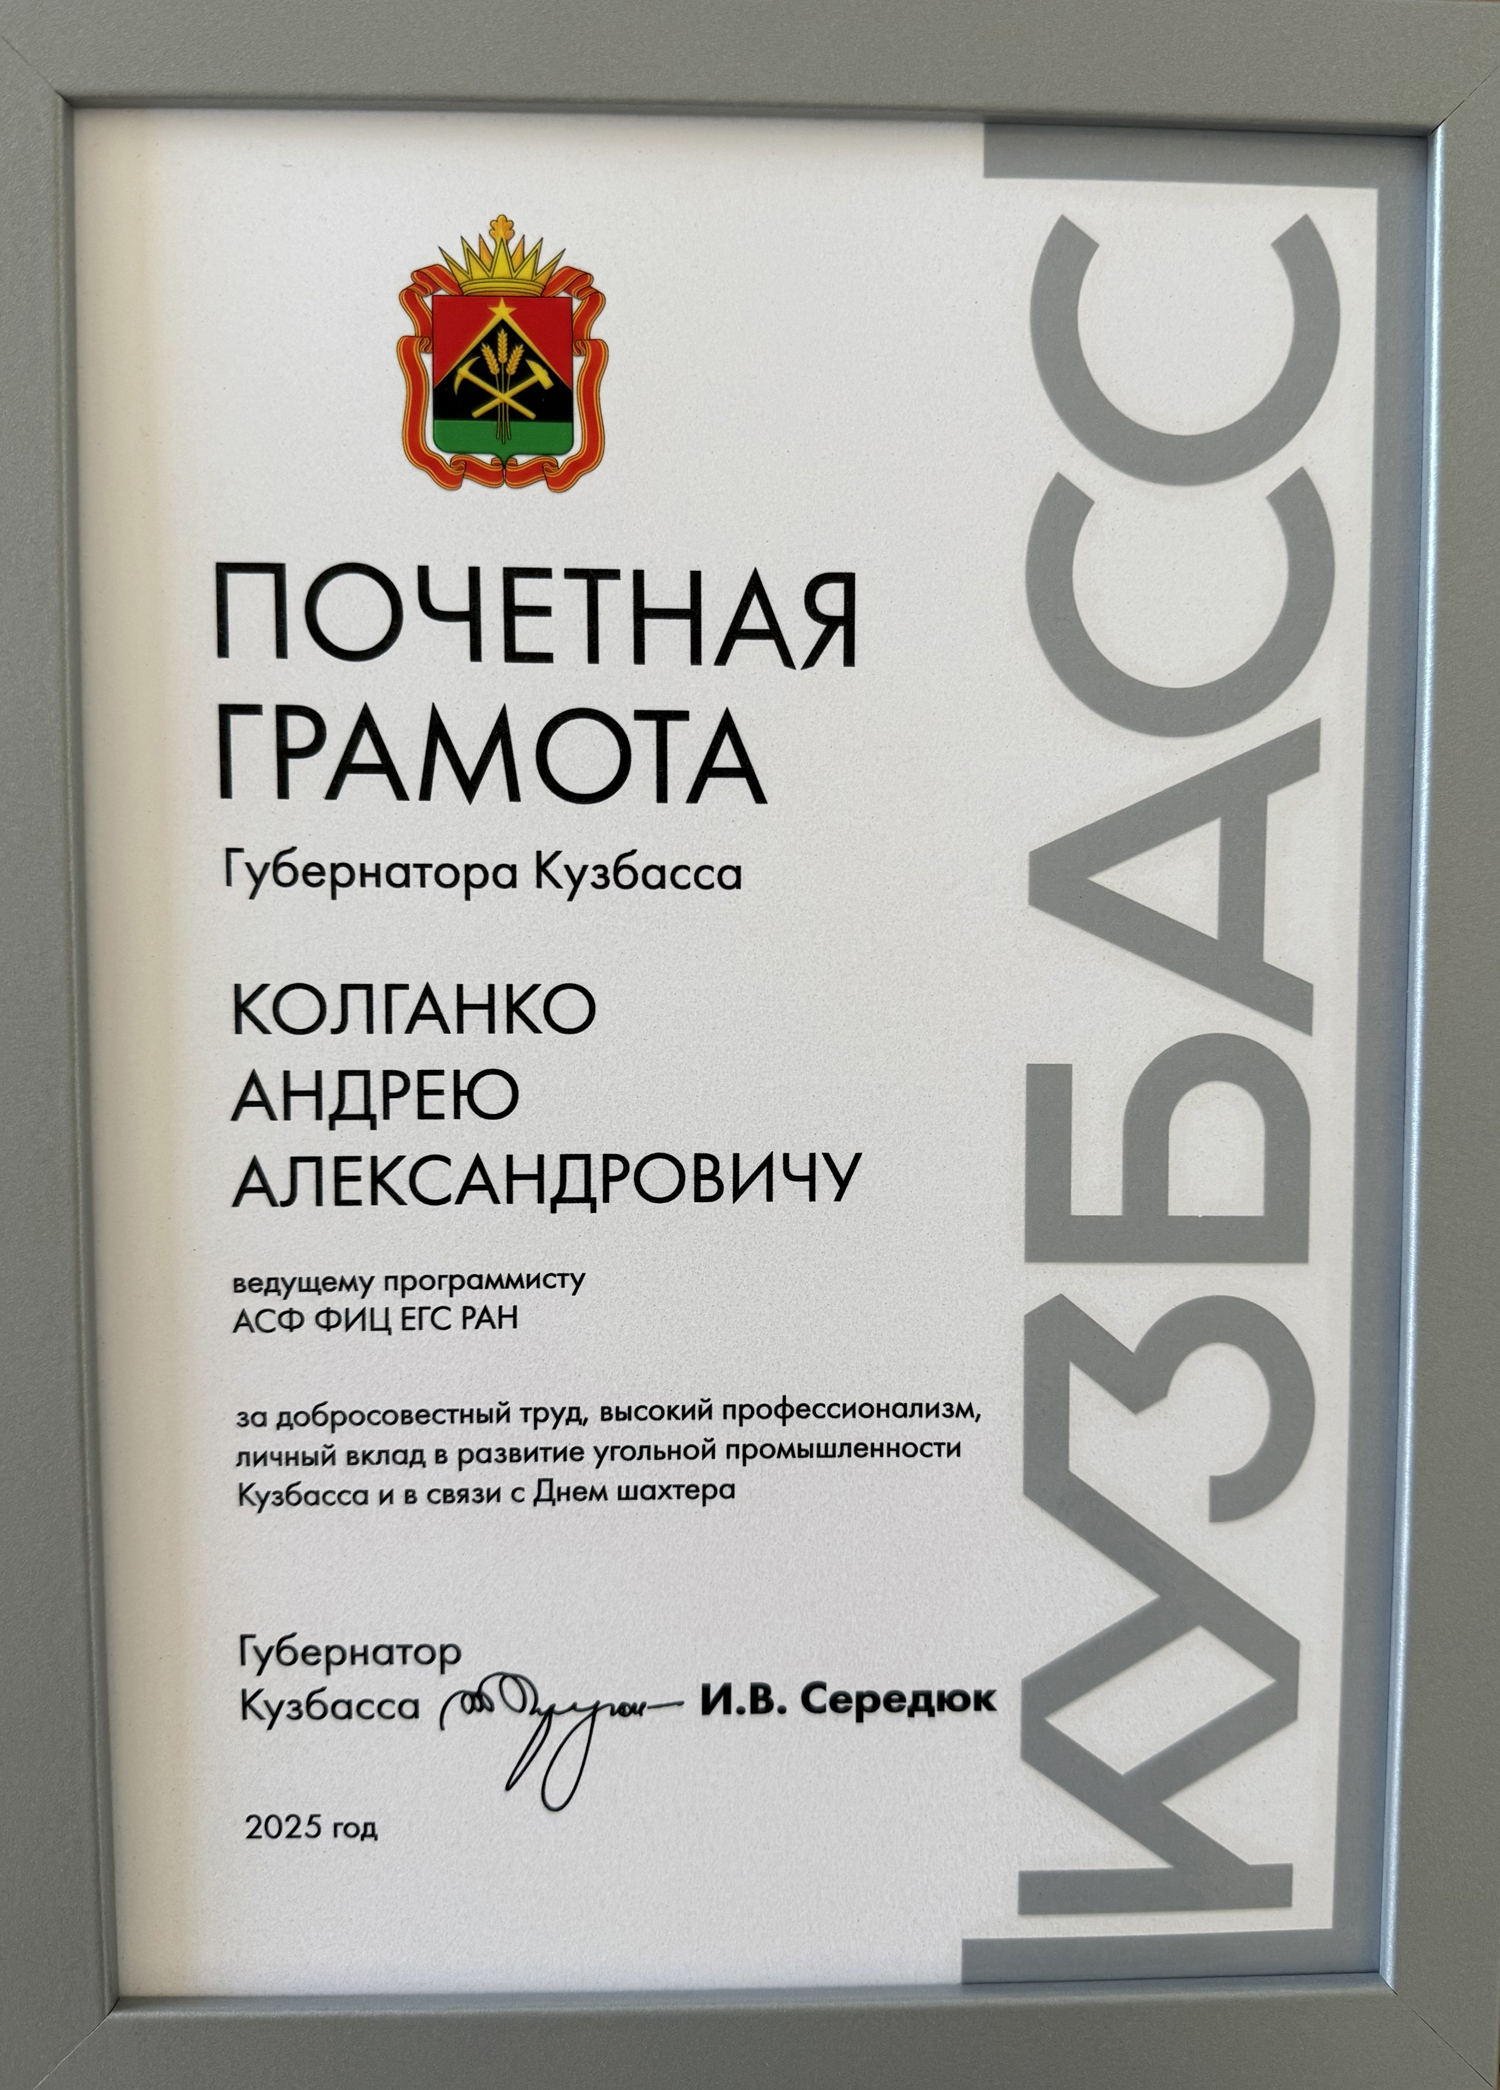 ПОЧЕТНАЯ
ГРАМОТА
Губернатора Кузбасса
КОЛГАНКО
АНДРЕЮ
АЛЕКСАНДРОВИЧУ
ведущему программисту
АСФ ФИЦ ЕГС РАН
за добросовестный труд, высокий профессионализм,
личный вклад в развитие угольной промышленности
Кузбасса и в связи с Днем шахтера
Губернатор
Кузбасса И.В. Середюк
2025 год
КУЗБАСС